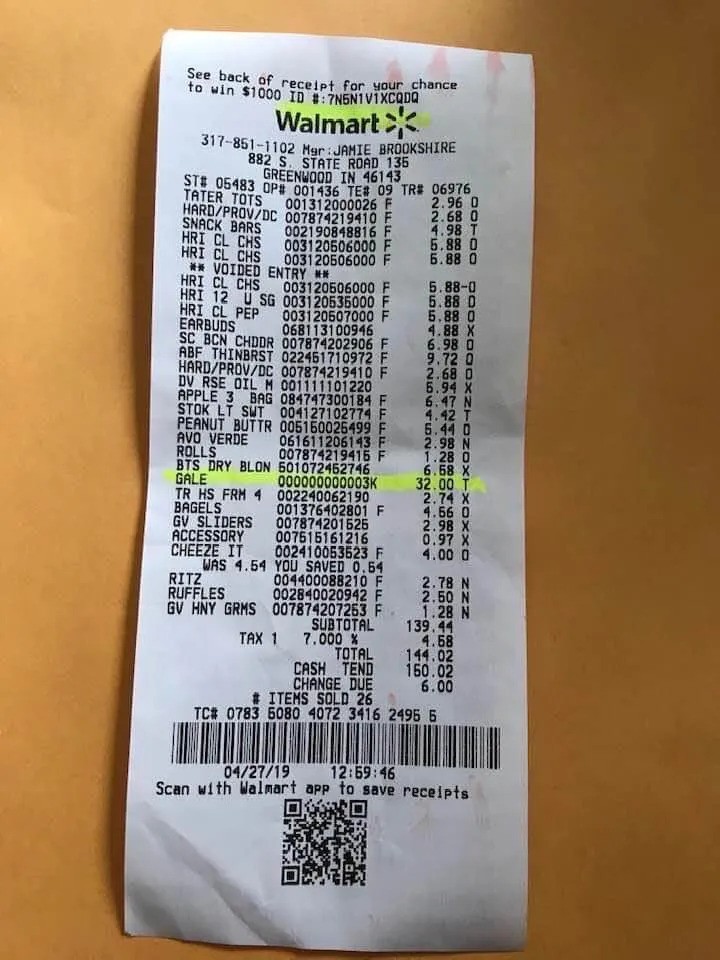 See back of receipt for your chance
to win $1000 ID #:7N5N1V1XCQDQ
Walmart
317-851-1102 Mgr:JAMIE BROOKSHIRE
882 S. STATE ROAD 135
GREENWOOD IN 46143
ST# 05483 OP# 001436 TE# 09 TR# 06976
TATER TOTS 001312000026 F 2.96 O
HARD/PROV/DC 007874219410 F 2.68 O
SNACK BARS 002190848816 F 4.98 T
HRI CL CHS 003120506000 F 5.88 O
HRI CL CHS 003120506000 F 5.88 O
** VOIDED ENTRY **
HRI CL CHS 003120506000 F 5.88-O
HRI 12 U SG 003120535000 F 5.88 O
HRI CL PEP 003120507000 F 5.88 O
EARBUDS 068113100946 4.88 X
SC BCN CHDDR 007874202906 F 6.98 O
ABF THINBRST 022451710972 F 9.72 O
HARD/PROV/DC 007874219410 F 2.68 O
DV RSE OIL M 001111101220 5.94 X
APPLE 3 BAG 084747300184 F 6.47 N
STOK LT SWT 004127102774 F 4.42 T
PEANUT BUTTR 005150025499 F 5.44 O
AVO VERDE 061611206143 F 2.98 N
ROLLS 007874219415 F 1.28 O
BTS DRY BLON 501072452746 6.58 X
GALE 000000000003K 32.00 T
TR HS FRM 4 002240062190 2.74 X
BAGELS 001376402801 F 4.66 O
GV SLIDERS 007874201525 2.98 X
ACCESSORY 007515161216 0.97 X
CHEEZE IT 002410053523 F 4.00 O
WAS 4.54 YOU SAVED 0.54
RITZ 004400088210 F 2.78 N
RUFFLES 002840020942 F 2.50 N
GV HNY GRMS 007874207253 F 1.28 N
SUBTOTAL 139.44
TAX 1 7.000 % 4.58
TOTAL 144.02
CASH TEND 150.02
CHANGE DUE 6.00
# ITEMS SOLD 26
TC# 0783 5080 4072 3416 2495 5
04/27/19 12:59:46
Scan with Walmart app to save receipts